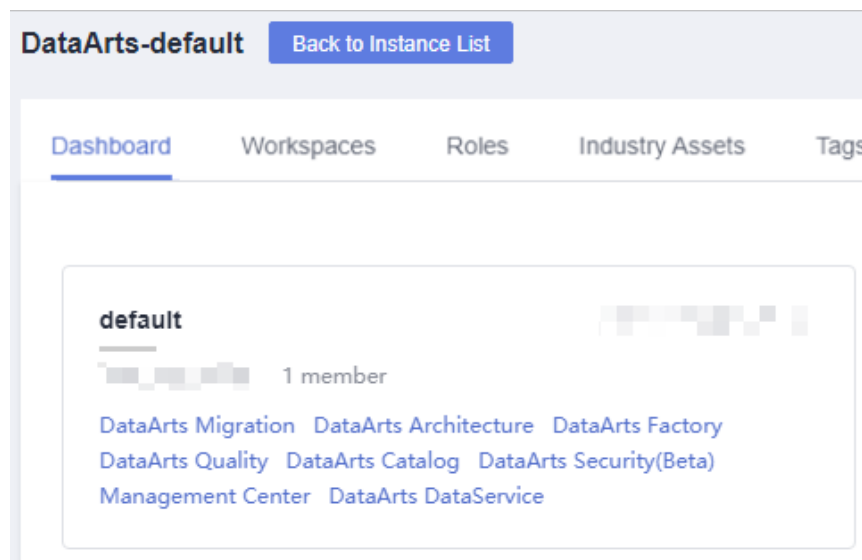 DataArts-default Back to Instance List
Dashboard Workspaces Roles Industry Assets Tags
default
1 member
DataArts Migration DataArts Architecture DataArts Factory
DataArts Quality DataArts Catalog DataArts Security(Beta)
Management Center DataArts DataService